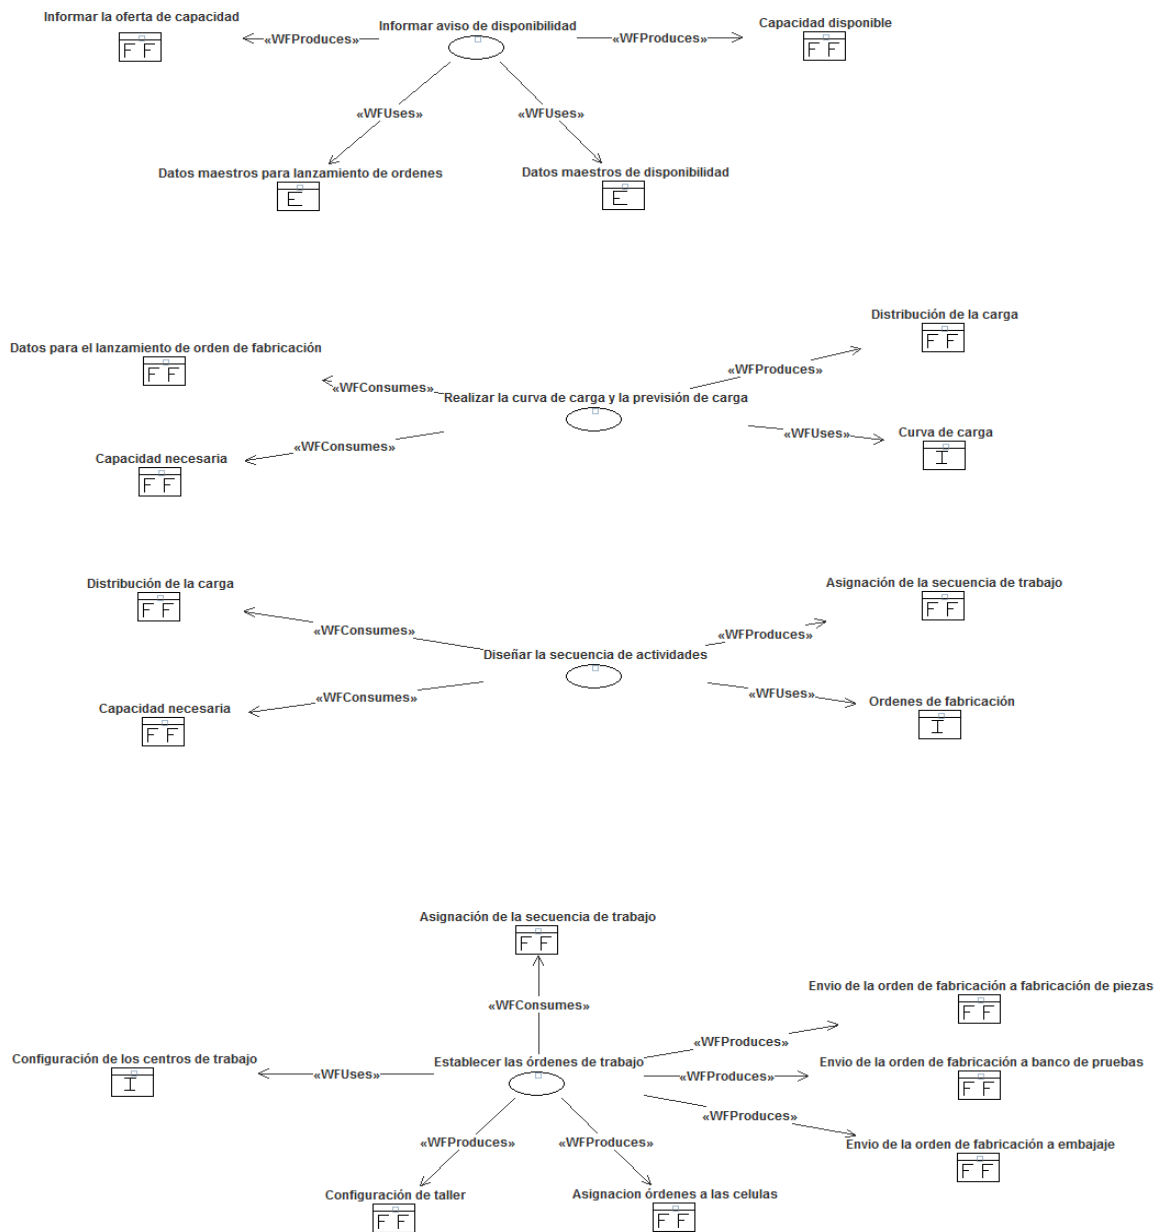 Informar la oferta de capacidad
Informar aviso de disponibilidad
Capacidad disponible
F F
«WFProduces»
«WFProduces»
F F
«WFUses»
«WFUses»
Datos maestros para lanzamiento de ordenes
Datos maestros de disponibilidad
E
E
Distribución de la carga
F F
Datos para el lanzamiento de orden de fabricación
F F
«WFConsumes»
«WFProduces»
Realizar la curva de carga y la previsión de carga
«WFConsumes»
«WFUses»
Curva de carga
I
Capacidad necesaria
F F
Distribución de la carga
F F
Asignación de la secuencia de trabajo
F F
«WFConsumes»
«WFProduces»
Diseñar la secuencia de actividades
«WFConsumes»
«WFUses»
Capacidad necesaria
F F
Ordenes de fabricación
I
Asignación de la secuencia de trabajo
F F
«WFConsumes»
Envio de la orden de fabricación a fabricación de piezas
F F
«WFProduces»
Configuración de los centros de trabajo
I
«WFUses»
Establecer las órdenes de trabajo
«WFProduces»
Envio de la orden de fabricación a banco de pruebas
F F
«WFProduces»
Envio de la orden de fabricación a embajaje
F F
«WFProduces»
«WFProduces»
Configuración de taller
F F
Asignacion órdenes a las celulas
F F